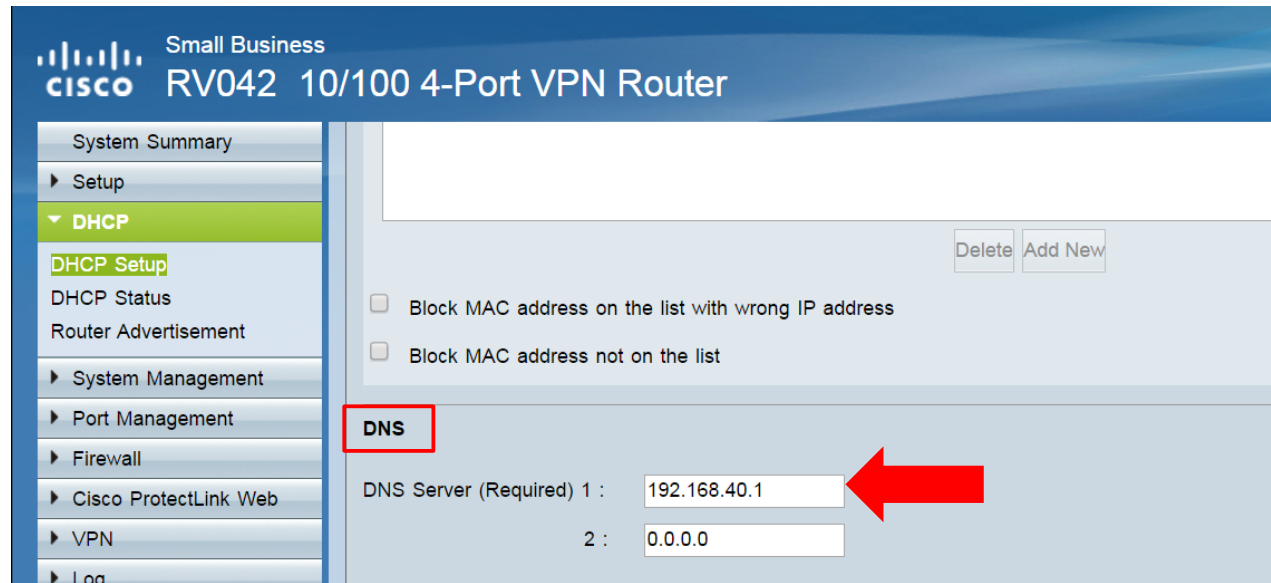 Small Business
CISCO RV042 10/100 4-Port VPN Router
System Summary
Setup
DHCP
DHCP Setup
DHCP Status
Router Advertisement
System Management
Port Management
Firewall
Cisco ProtectLink Web
VPN
Log
Delete Add New
Block MAC address on the list with wrong IP address
Block MAC address not on the list
DNS
DNS Server (Required) 1 : 192.168.40.1
2 : 0.0.0.0